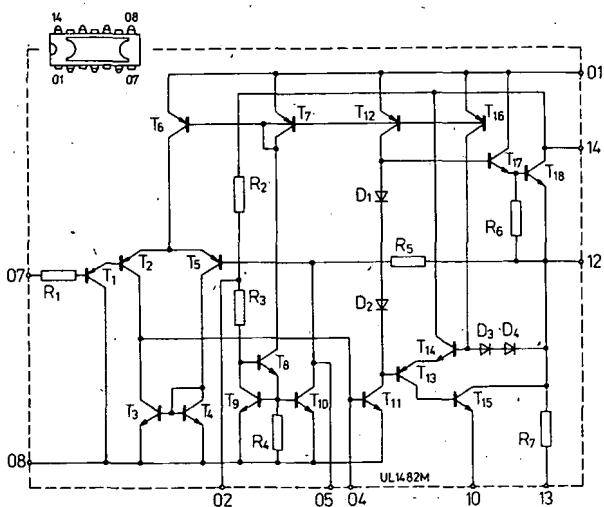 14 08
01 07
01
T6 T7 T12 T16
14
T17 T18
R2 D1
R6
R5
12
07
R1 T1 T2 T5
R3 D2
T14 D3 D4
T8 T13
T3 T4 T9 T10 T11 T15
R4 R7
08
UL1482M
02 05 04 10 13